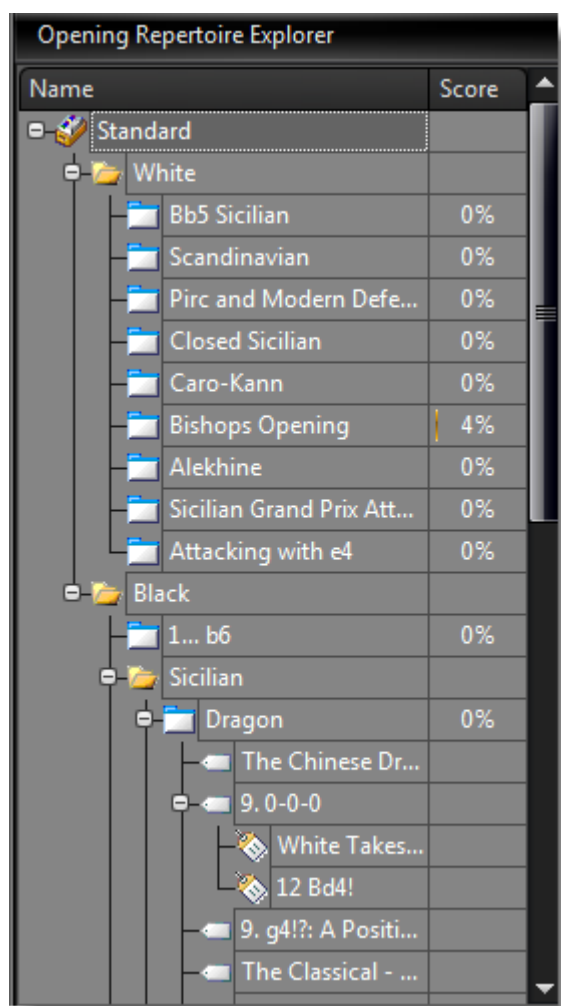 Opening Repertoire Explorer
Name Score
Standard
White
Bb5 Sicilian 0%
Scandinavian 0%
Pirc and Modern Defe... 0%
Closed Sicilian 0%
Caro-Kann 0%
Bishops Opening 4%
Alekhine 0%
Sicilian Grand Prix Att... 0%
Attacking with e4 0%
Black
1... b6 0%
Sicilian
Dragon 0%
The Chinese Dr...
9. 0-0-0
White Takes...
12 Bd4!
9. g4!?: A Positi...
The Classical - ...